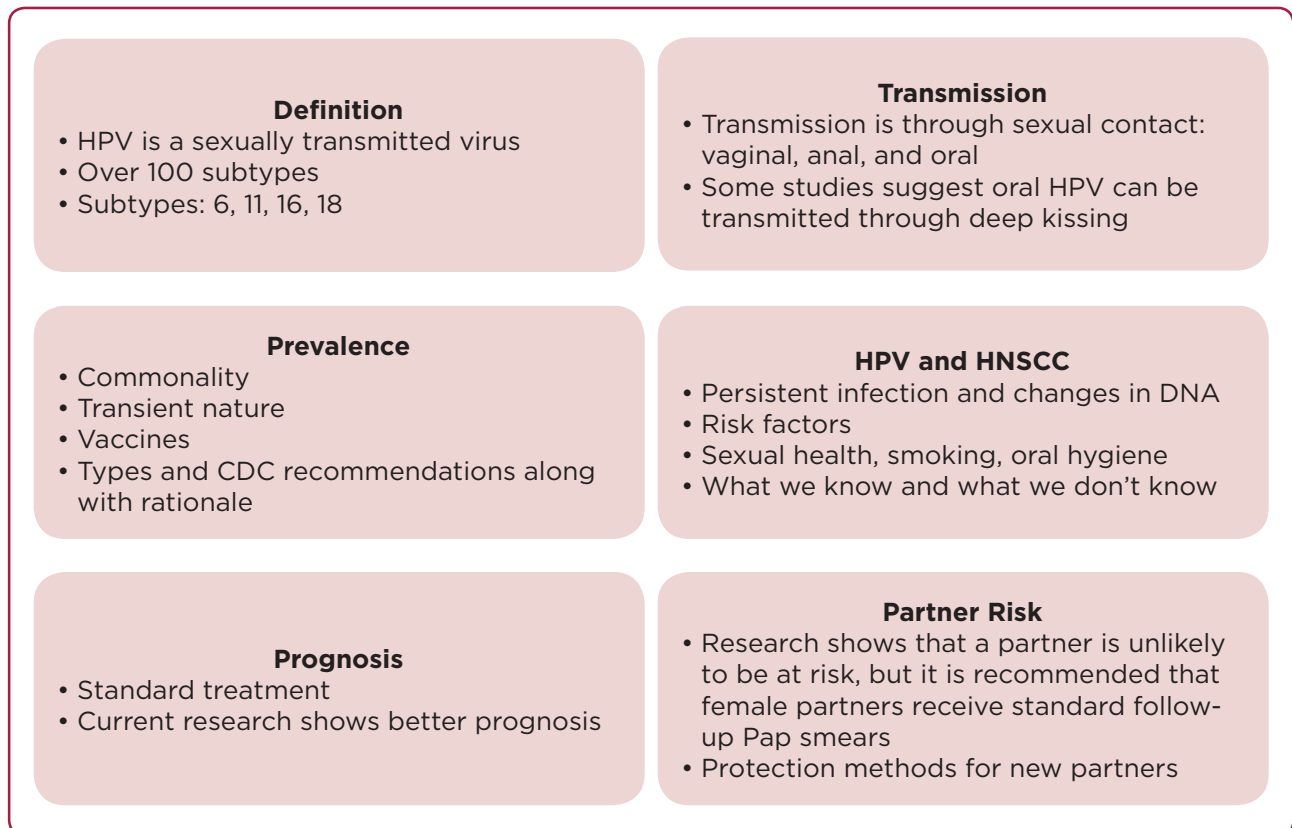 Definition
• HPV is a sexually transmitted virus
• Over 100 subtypes
• Subtypes: 6, 11, 16, 18
Transmission
• Transmission is through sexual contact:
vaginal, anal, and oral
• Some studies suggest oral HPV can be
transmitted through deep kissing
Prevalence
• Commonality
• Transient nature
• Vaccines
• Types and CDC recommendations along
with rationale
HPV and HNSCC
• Persistent infection and changes in DNA
• Risk factors
• Sexual health, smoking, oral hygiene
• What we know and what we don’t know
Prognosis
• Standard treatment
• Current research shows better prognosis
Partner Risk
• Research shows that a partner is unlikely
to be at risk, but it is recommended that
female partners receive standard follow-
up Pap smears
• Protection methods for new partners